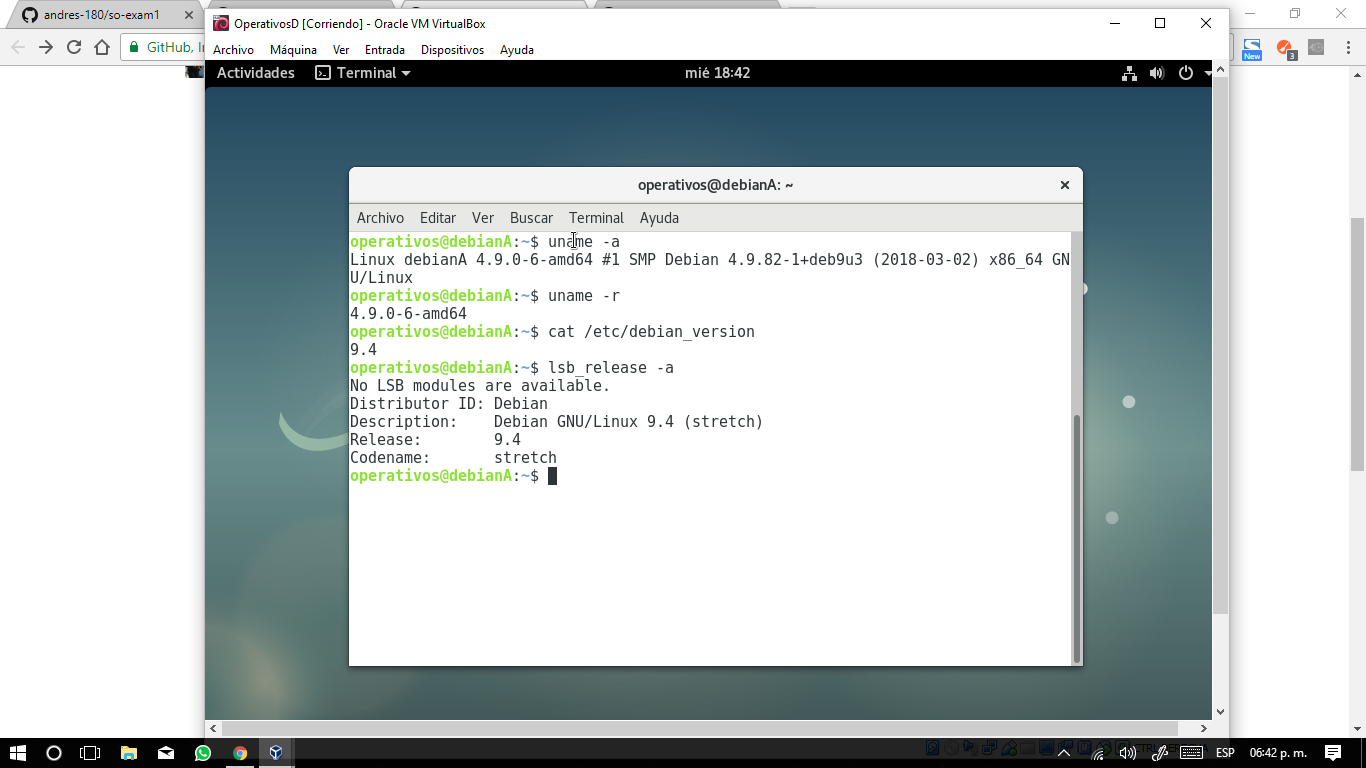 andres-180/so-exam1
GitHub, I
OperativosD [Corriendo] - Oracle VM VirtualBox
Archivo Máquina Ver Entrada Dispositivos Ayuda
New
3
Actividades Terminal mié 18:42
operativos@debianA: ~
Archivo Editar Ver Buscar Terminal Ayuda
operativos@debianA:~$ uname -a
Linux debianA 4.9.0-6-amd64 #1 SMP Debian 4.9.82-1+deb9u3 (2018-03-02) x86_64 GN
U/Linux
operativos@debianA:~$ uname -r
4.9.0-6-amd64
operativos@debianA:~$ cat /etc/debian_version
9.4
operativos@debianA:~$ lsb_release -a
No LSB modules are available.
Distributor ID: Debian
Description: Debian GNU/Linux 9.4 (stretch)
Release: 9.4
Codename: stretch
operativos@debianA:~$
ESP 06:42 p. m.